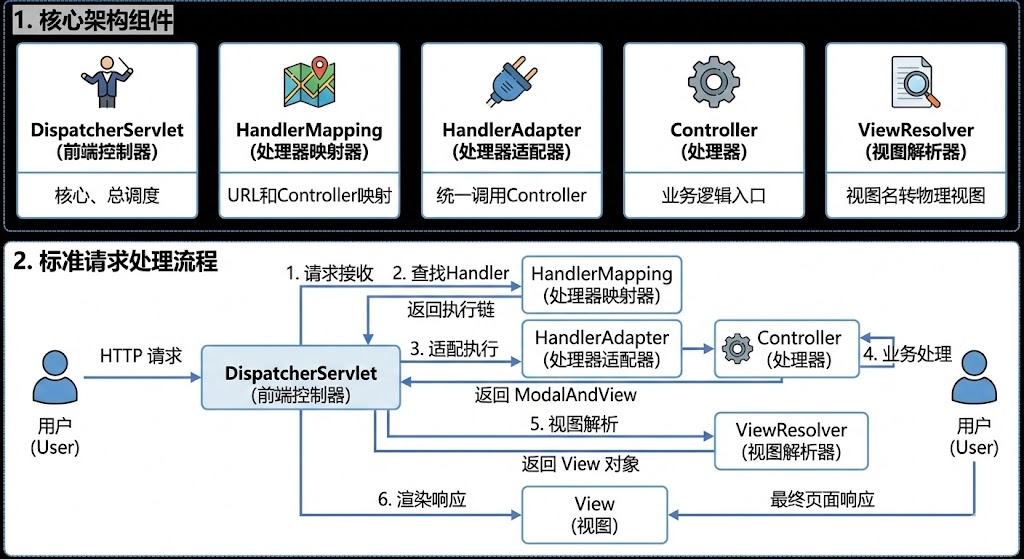 1. 核心架构组件
DispatcherServlet
(前端控制器)
核心、总调度
HandlerMapping
(处理器映射器)
URL和Controller映射
HandlerAdapter
(处理器适配器)
统一调用Controller
Controller
(处理器)
业务逻辑入口
ViewResolver
(视图解析器)
视图名转物理视图
2. 标准请求处理流程
1. 请求接收
2. 查找Handler
HandlerMapping
(处理器映射器)
返回执行链
3. 适配执行
HandlerAdapter
(处理器适配器)
Controller
(处理器)
4. 业务处理
HTTP 请求
用户
(User)
DispatcherServlet
(前端控制器)
返回 ModalAndView
5. 视图解析
ViewResolver
(视图解析器)
返回 View 对象
用户
(User)
6. 渲染响应
View
(视图)
最终页面响应